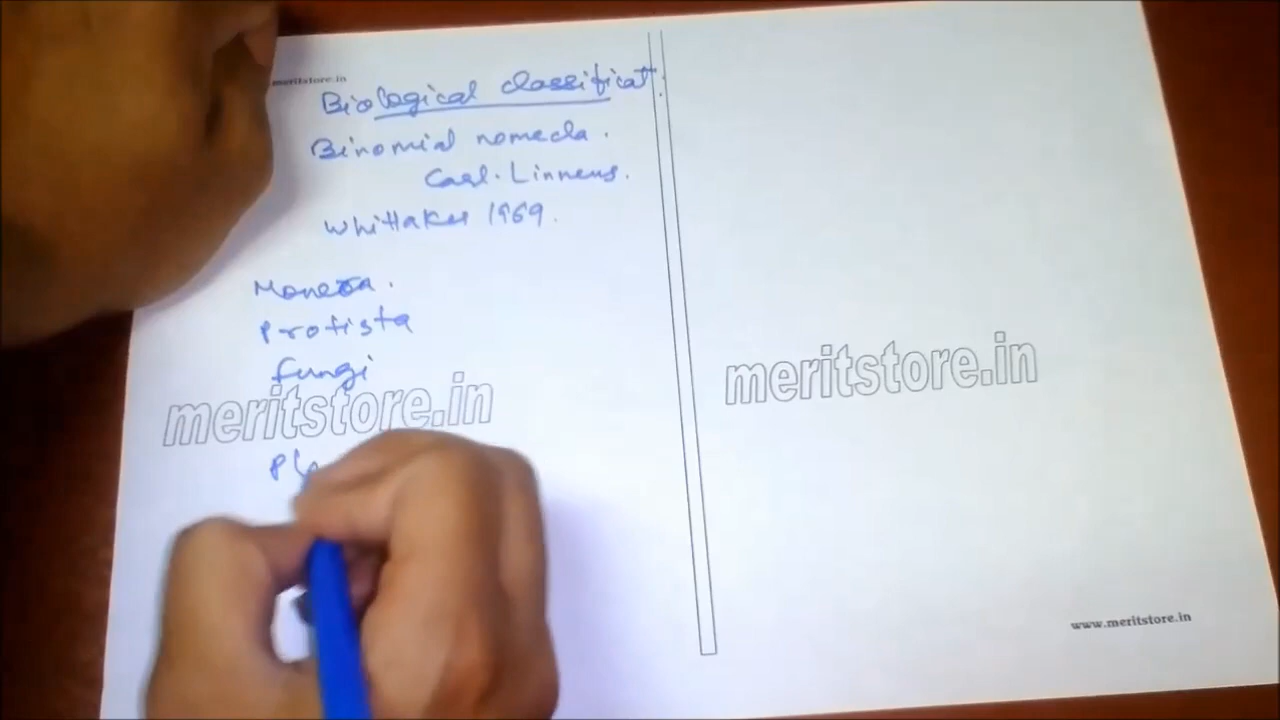 meritstore.in
Biological classificat.
Binomial nomecla.
Carl. Linneus.
Whittaker 1969.
Monera.
Protista
fungi
meritstore.in
Pl
meritstore.in
www.meritstore.in